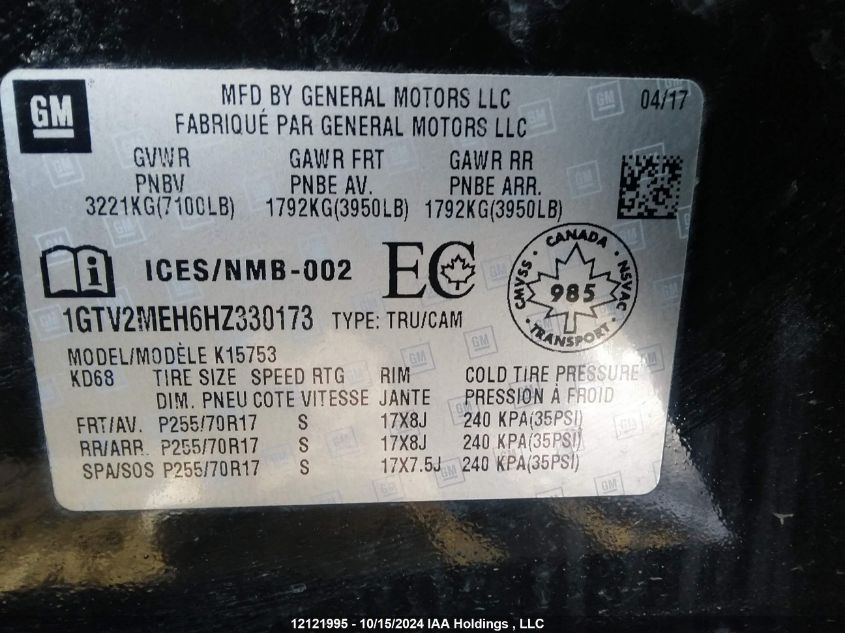 GM
MFD BY GENERAL MOTORS LLC 04/17
FABRIQUÉ PAR GENERAL MOTORS LLC
GVWR GAWR FRT GAWR RR
PNBV PNBE AV. PNBE ARR.
3221KG(7100LB) 1792KG(3950LB) 1792KG(3950LB)
i ICES/NMB-002 EC
CANADA
CMVSS 985 NSVAC
TRANSPORT
1GTV2MEH6HZ330173 TYPE: TRU/CAM
MODEL/MODÈLE K15753
KD68 TIRE SIZE SPEED RTG RIM COLD TIRE PRESSURE
DIM. PNEU COTE VITESSE JANTE PRESSION À FROID
FRT/AV. P255/70R17 S 17X8J 240 KPA(35PSI)
RR/ARR. P255/70R17 S 17X8J 240 KPA(35PSI)
SPA/SOS P255/70R17 S 17X7.5J 240 KPA(35PSI)
12121995 - 10/15/2024 IAA Holdings , LLC